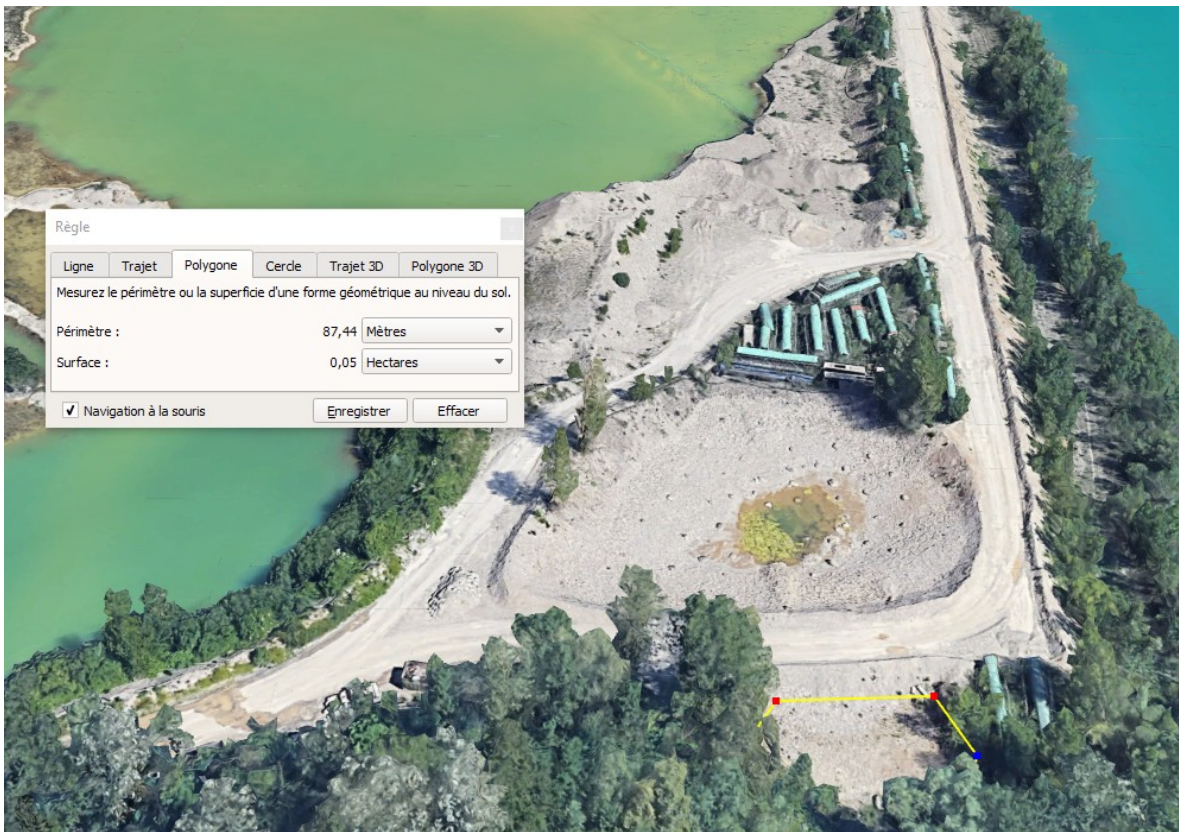 Règle
Ligne Trajet Polygone Cercle Trajet 3D Polygone 3D
Mesurez le périmètre ou la superficie d'une forme géométrique au niveau du sol.
Périmètre : 87,44 Mètres
Surface : 0,05 Hectares
Navigation à la souris Enregistrer Effacer